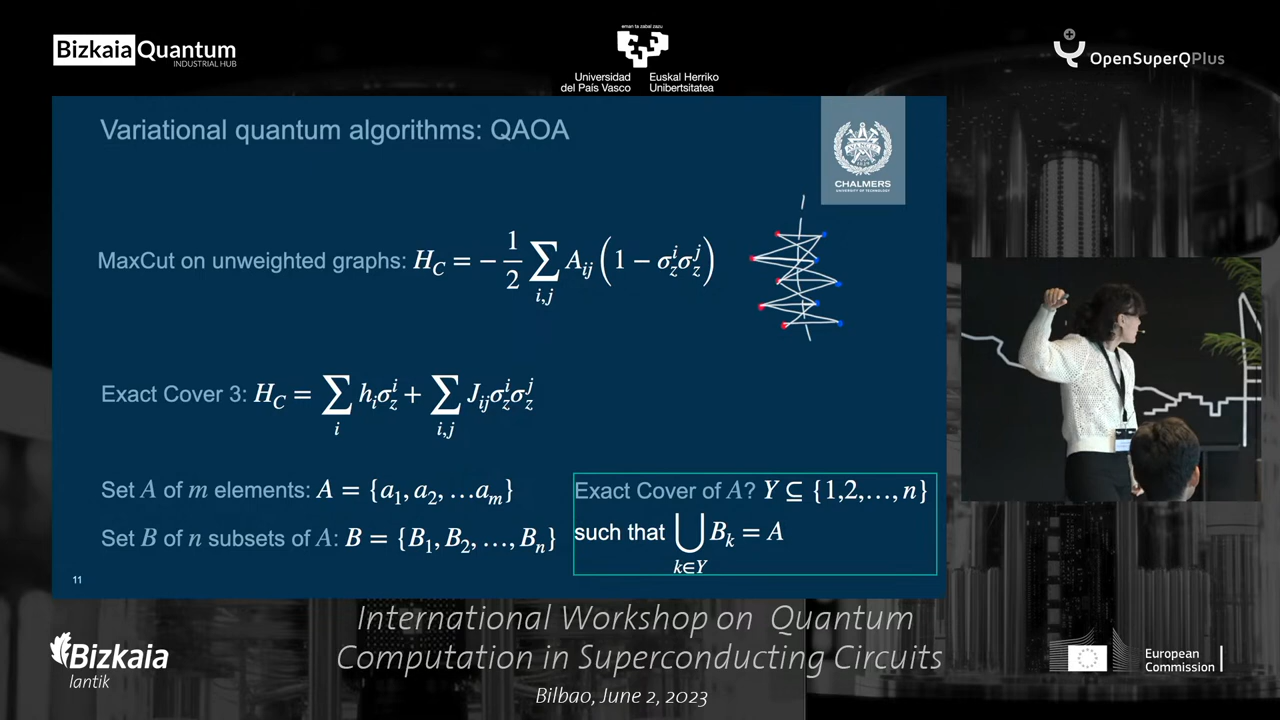 Bizkaia Quantum
INDUSTRIAL HUB
eman ta zabal zazu
Universidad del País Vasco
Euskal Herriko Unibertsitatea
OpenSuperQPlus
Variational quantum algorithms: QAOA
CHALMERS
UNIVERSITY OF TECHNOLOGY
MaxCut on unweighted graphs: H_C = − 1/2 ∑_{i,j} A_{ij} (1 − σ_z^i σ_z^j)
Exact Cover 3: H_C = ∑_i h_i σ_z^i + ∑_{i,j} J_{ij} σ_z^i σ_z^j
Set A of m elements: A = {a_1, a_2, …a_m}
Set B of n subsets of A: B = {B_1, B_2, …, B_n}
Exact Cover of A? Y ⊆ {1,2,…, n}
such that ⋃_{k∈Y} B_k = A
11
International Workshop on Quantum
Computation in Superconducting Circuits
Bilbao, June 2, 2023
Bizkaia
lantik
European
Commission